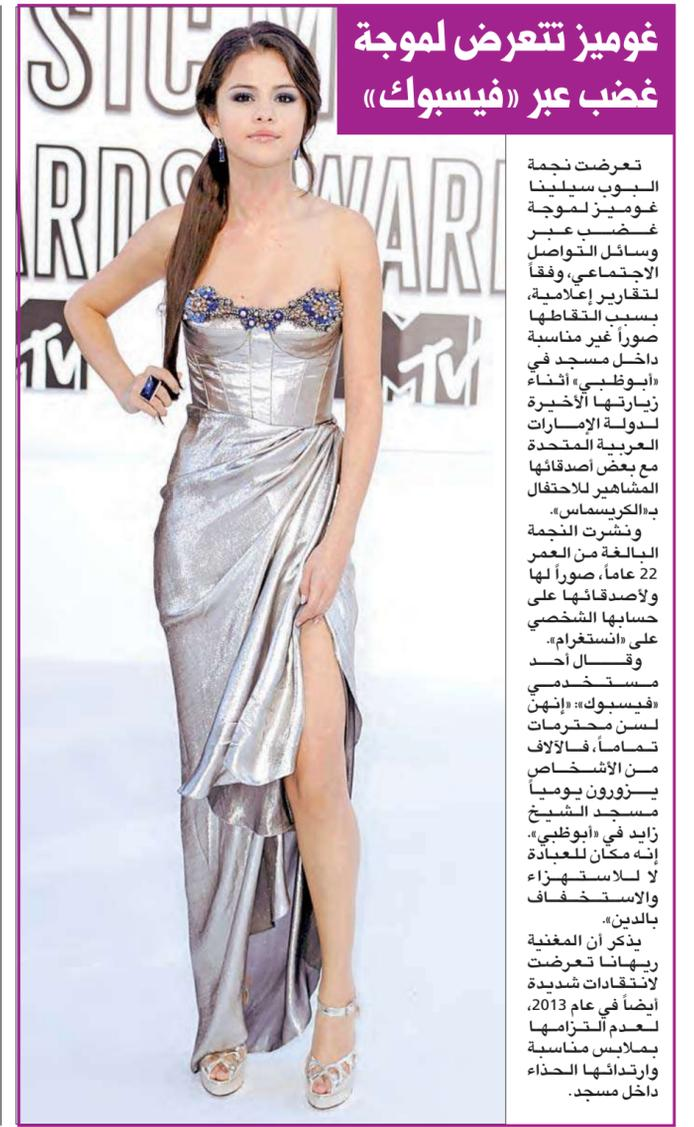 غوميز تتعرض لموجة
غضب عبر «فيسبوك»
تعرضت نجمة
البوب سيلينا
غوميز لموجة
غضب عبر
وسائل التواصل
الاجتماعي، وفقاً
لتقارير إعلامية،
بسبب التقاطها
صوراً غير مناسبة
داخل مسجد في
«أبوظبي» أثناء
زيارتها الأخيرة
لدولة الإمارات
العربية المتحدة
مع بعض أصدقائها
المشاهير للاحتفال
بـ«الكريسماس».
ونشرت النجمة
البالغة من العمر
22 عاماً، صوراً لها
ولأصدقائها على
حسابها الشخصي
على «انستغرام».
وقال أحد
مستخدمي
«فيسبوك»: «إنهن
لسن محترمات
تماماً، فالآلاف
من الأشخاص
يزورون يومياً
مسجد الشيخ
زايد في «أبوظبي».
إنه مكان للعبادة
لا للاستهزاء
والاستخفاف
بالدين».
يذكر أن المغنية
ريهانا تعرضت
لانتقادات شديدة
أيضاً في عام 2013،
لعدم التزامها
بملابس مناسبة
وارتدائها الحذاء
داخل مسجد.
SIC M
ARDS AWAR
MTV
MTV